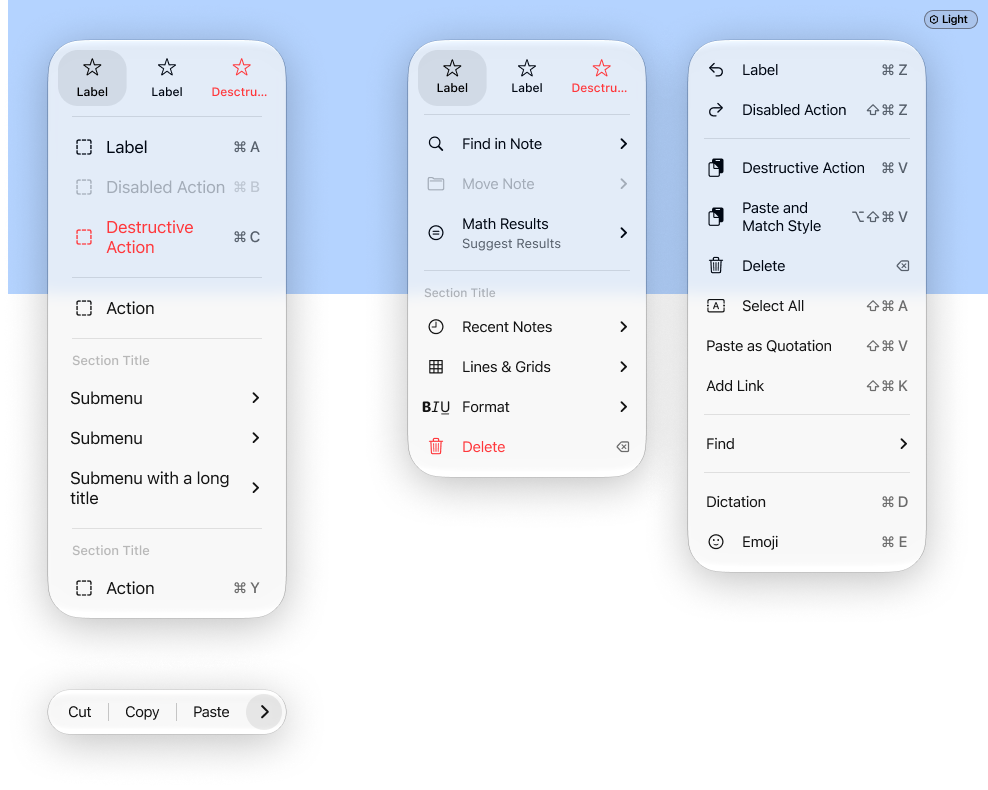 Light
Label
Label
Desctru...
Label ⌘ A
Disabled Action ⌘ B
Destructive
Action ⌘ C
Action
Section Title
Submenu
Submenu
Submenu with a long
title
Section Title
Action ⌘ Y
Cut
Copy
Paste
Label
Label
Desctru...
Find in Note
Move Note
Math Results
Suggest Results
Section Title
Recent Notes
Lines & Grids
BIU Format
Delete
Label ⌘ Z
Disabled Action ⇧⌘ Z
Destructive Action ⌘ V
Paste and
Match Style ⌥⇧⌘ V
Delete ⌫
A Select All ⇧⌘ A
Paste as Quotation ⇧⌘ V
Add Link ⇧⌘ K
Find
Dictation ⌘ D
Emoji ⌘ E